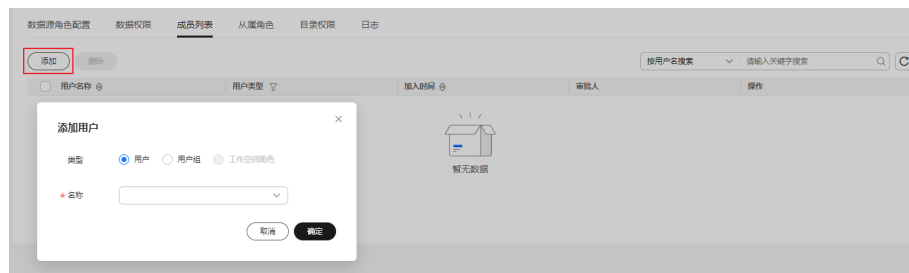 数据源角色配置 数据权限 成员列表 从属角色 目录权限 日志
添加 删除 按用户名搜索 请输入关键字搜索
用户名称 用户类型 加入时间 审批人 操作
添加用户
类型 用户 用户组 工作空间角色
* 名称
取消 确定
暂无数据